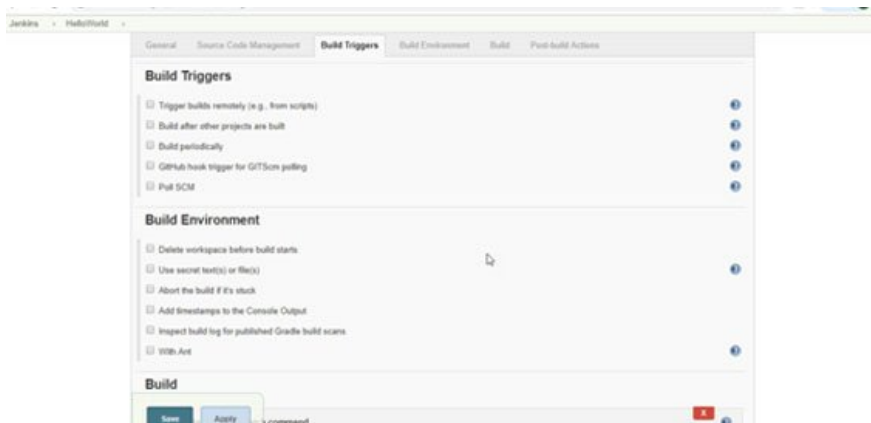 Jenkins › HelloWorld ›
General Source Code Management Build Triggers Build Environment Build Post-build Actions
Build Triggers
Trigger builds remotely (e.g., from scripts)
Build after other projects are built
Build periodically
GitHub hook trigger for GITScm polling
Poll SCM
Build Environment
Delete workspace before build starts
Use secret text(s) or file(s)
Abort the build if it's stuck
Add timestamps to the Console Output
Inspect build log for published Gradle build scans
With Ant
Build
Save Apply command X